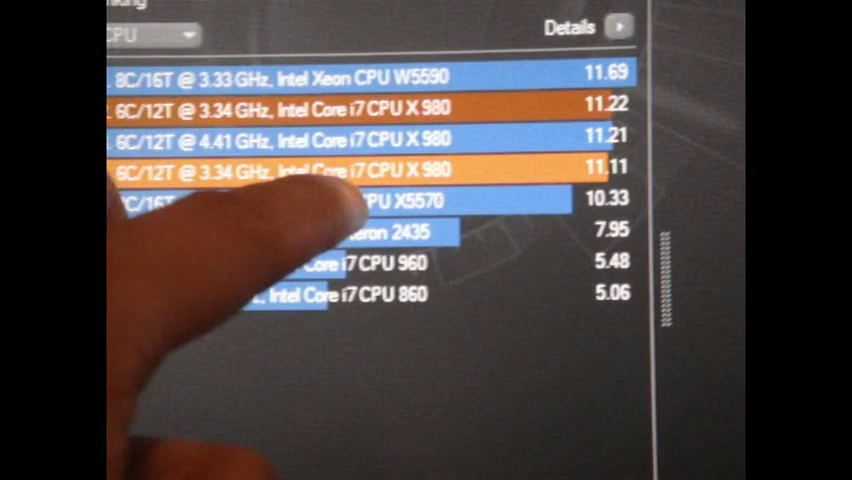 CPU
Details
8C/16T @ 3.33 GHz, Intel Xeon CPU W5590 11.69
6C/12T @ 3.34 GHz, Intel Core i7 CPU X 980 11.22
6C/12T @ 4.41 GHz, Intel Core i7 CPU X 980 11.21
6C/12T @ 3.34 GHz, Intel Core i7 CPU X 980 11.11
CPU X5570 10.33
2435 7.95
Core i7 CPU 960 5.48
Intel Core i7 CPU 860 5.06